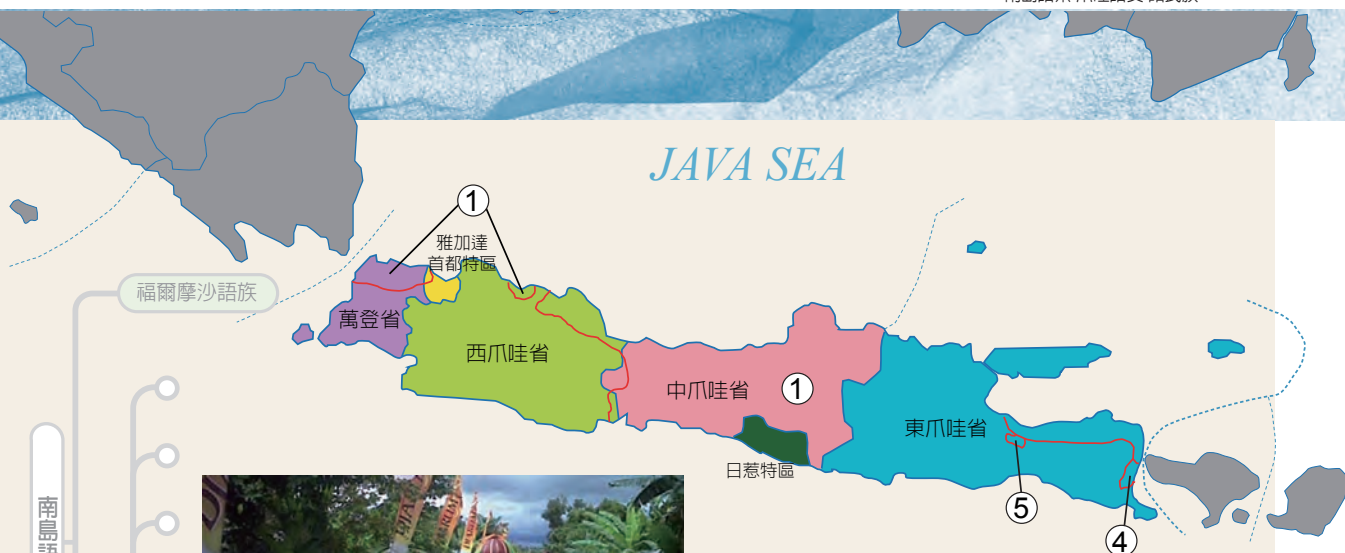 JAVA SEA
①
雅加達
首都特區
福爾摩沙語族
萬登省
西爪哇省
中爪哇省 ①
東爪哇省
日惹特區
⑤
④
南島語